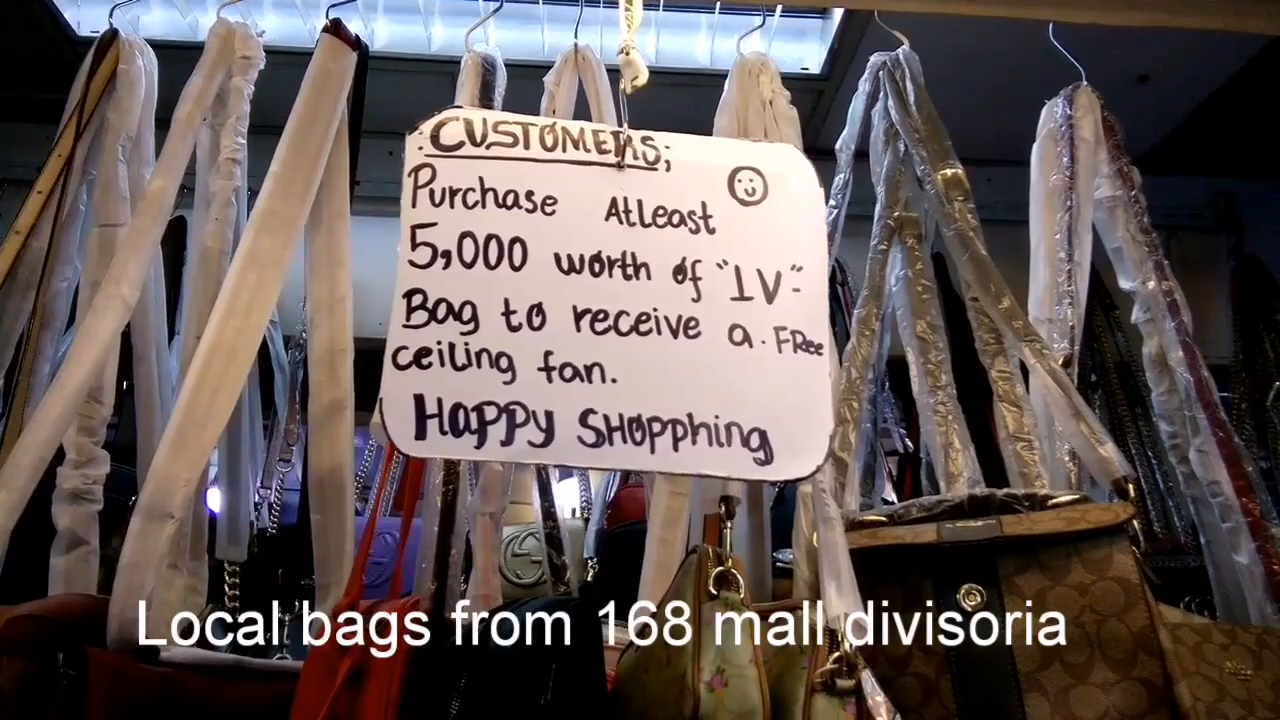 CUSTOMERS;
Purchase AtLeast
5,000 worth of "LV"
Bag to receive a. FRee
ceiling fan.
HAPPY SHOPPhing
Local bags from 168 mall divisoria